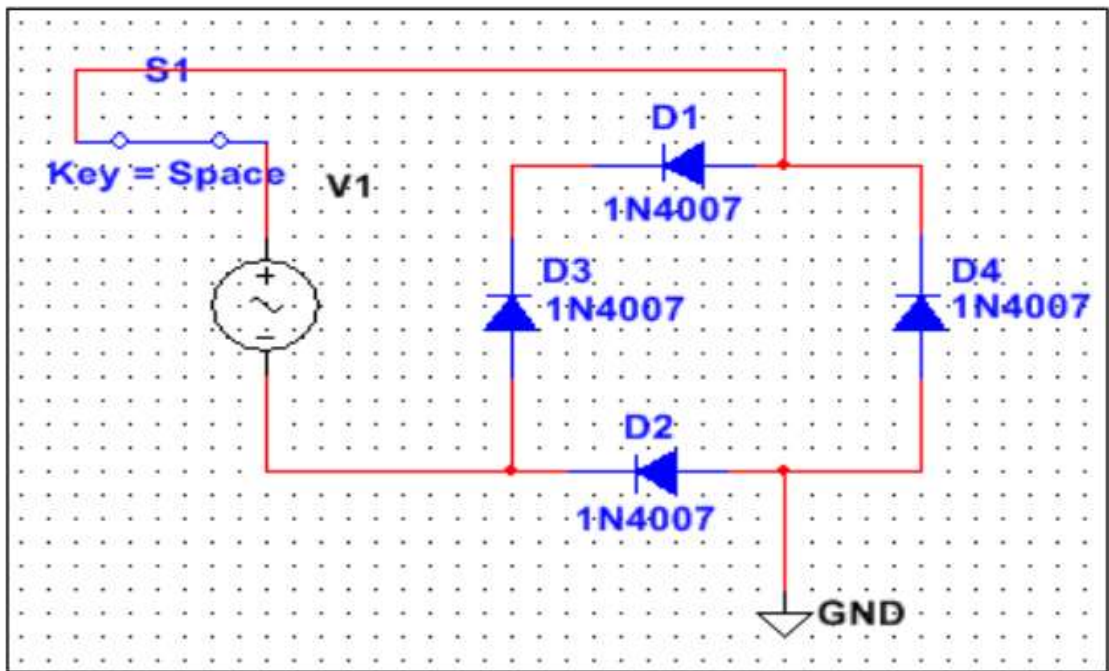 S1
Key = Space
V1
D1
1N4007
D3
1N4007
D4
1N4007
D2
1N4007
GND